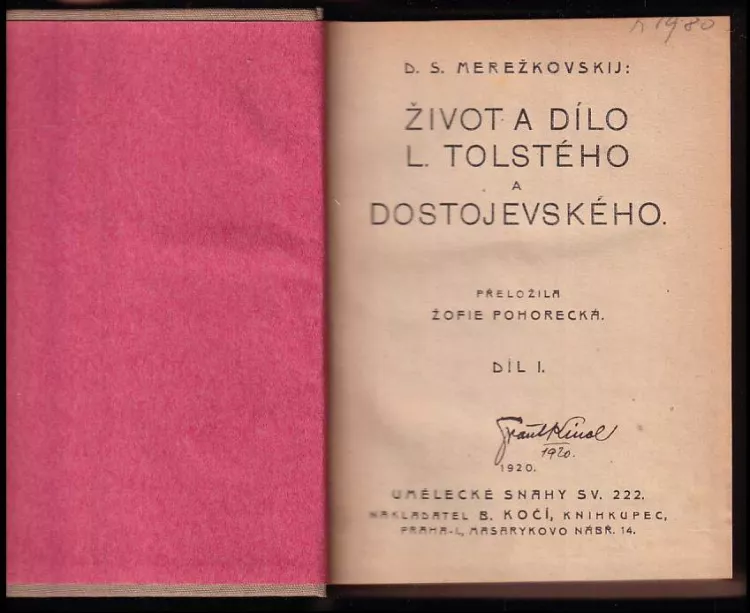 1980
D. S. MEREŽKOVSKIJ:
ŽIVOT A DÍLO
L. TOLSTÉHO
A
DOSTOJEVSKÉHO.
PŘELOŽILA
ŽOFIE POHORECKÁ.
DÍL I.
1920.
1920.
UMĚLECKÉ SNAHY SV. 222.
NAKLADATEL B. KOČÍ, KNIHKUPEC,
PRAHA-I, MASARYKOVO NÁBŘ. 14.